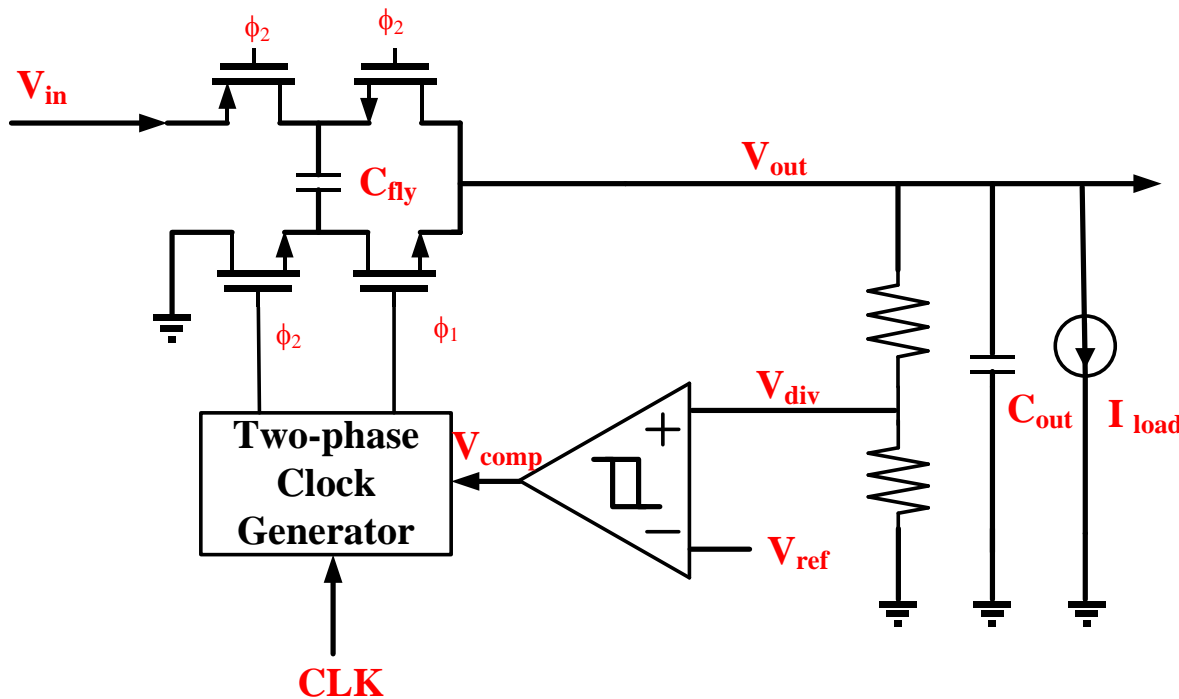 ϕ2 ϕ2
Vin
Cfly
Vout
ϕ2 ϕ1
Vdiv
Cout I load
+
Two-phase
Clock
Generator
Vcomp
−
Vref
CLK